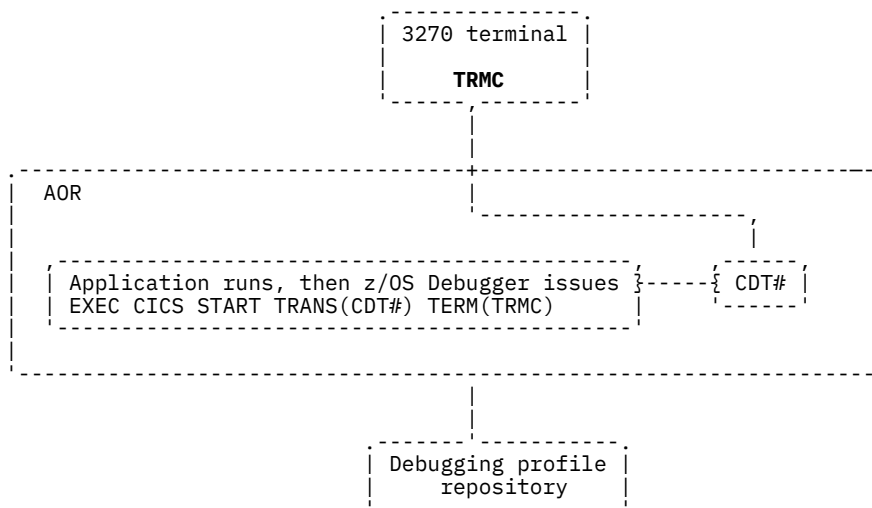 3270 terminal
TRMC
AOR
Application runs, then z/OS Debugger issues
EXEC CICS START TRANS(CDT#) TERM(TRMC)
CDT#
Debugging profile
repository